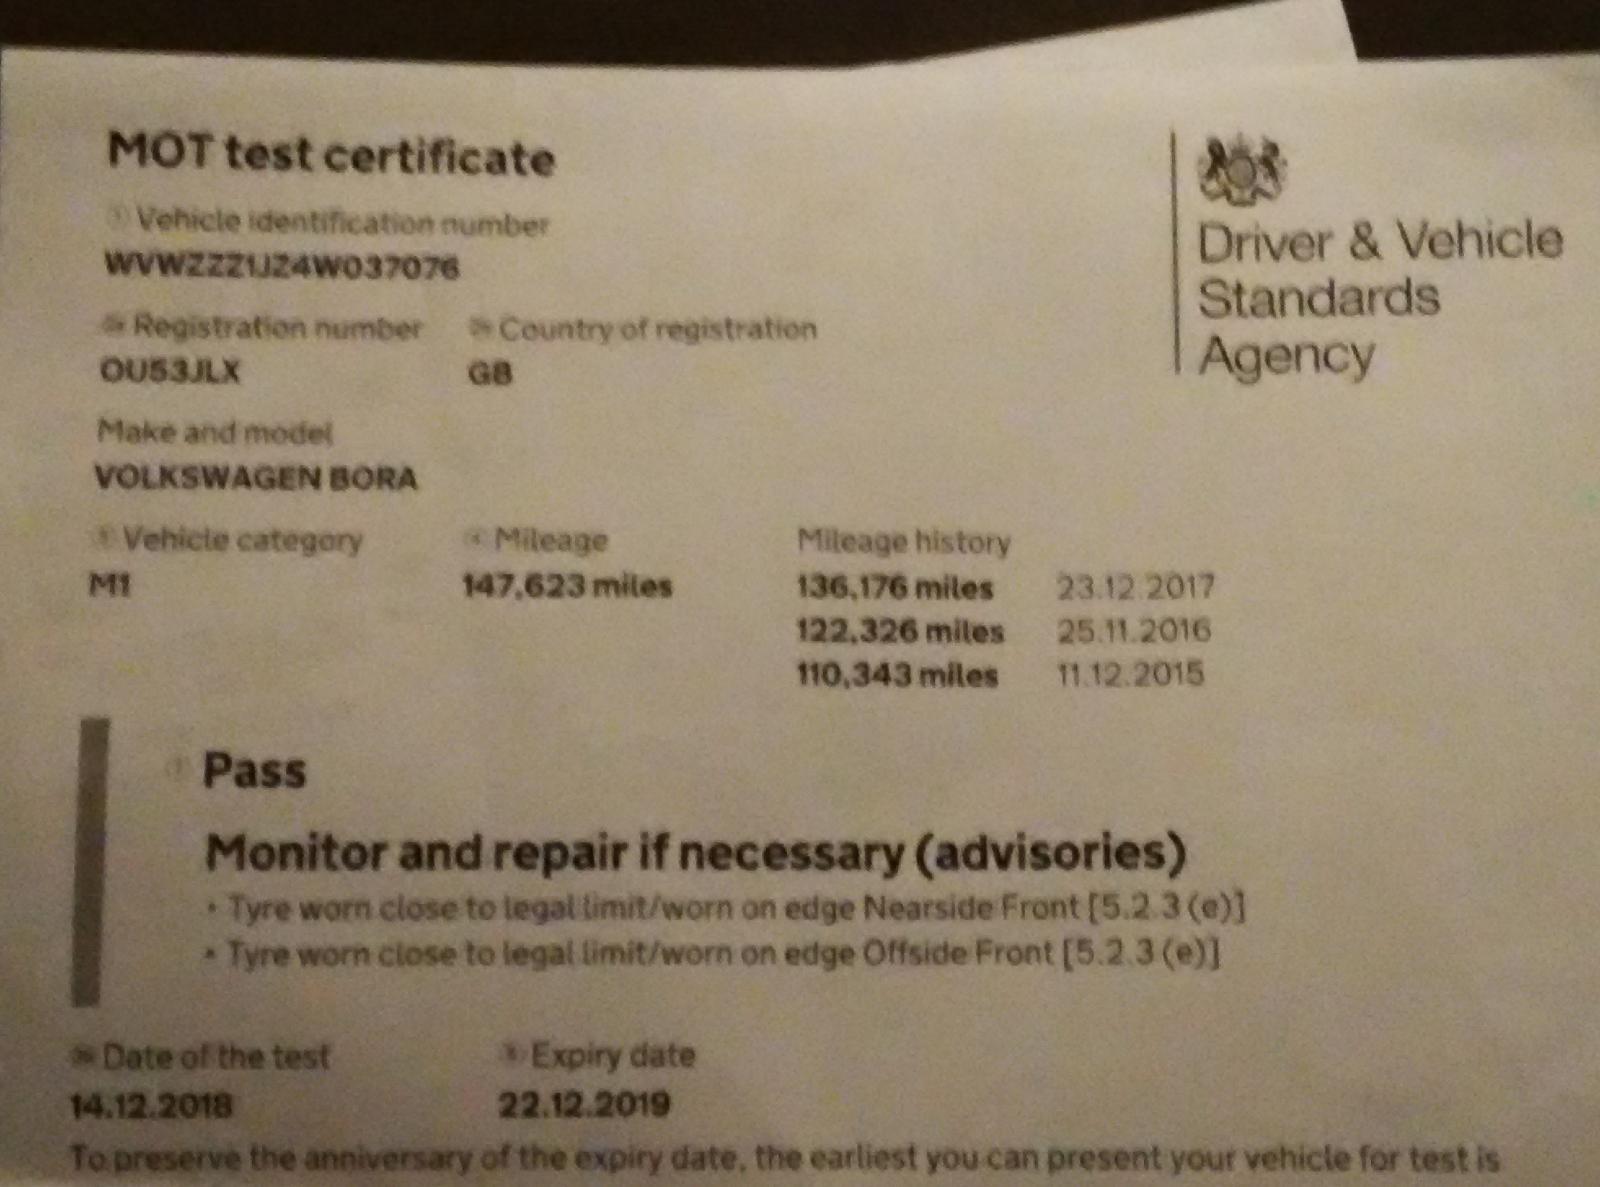 MOT test certificate
Vehicle identification number
WVWZZZ1JZ4W037076
Registration number Country of registration
OU53JLX GB
Make and model
VOLKSWAGEN BORA
Vehicle category Mileage Mileage history
M1 147,623 miles 136,176 miles 23.12.2017
122,326 miles 25.11.2016
110,343 miles 11.12.2015
Driver & Vehicle
Standards
Agency
Pass
Monitor and repair if necessary (advisories)
• Tyre worn close to legal limit/worn on edge Nearside Front [5.2.3 (e)]
• Tyre worn close to legal limit/worn on edge Offside Front [5.2.3 (e)]
Date of the test Expiry date
14.12.2018 22.12.2019
To preserve the anniversary of the expiry date, the earliest you can present your vehicle for test is